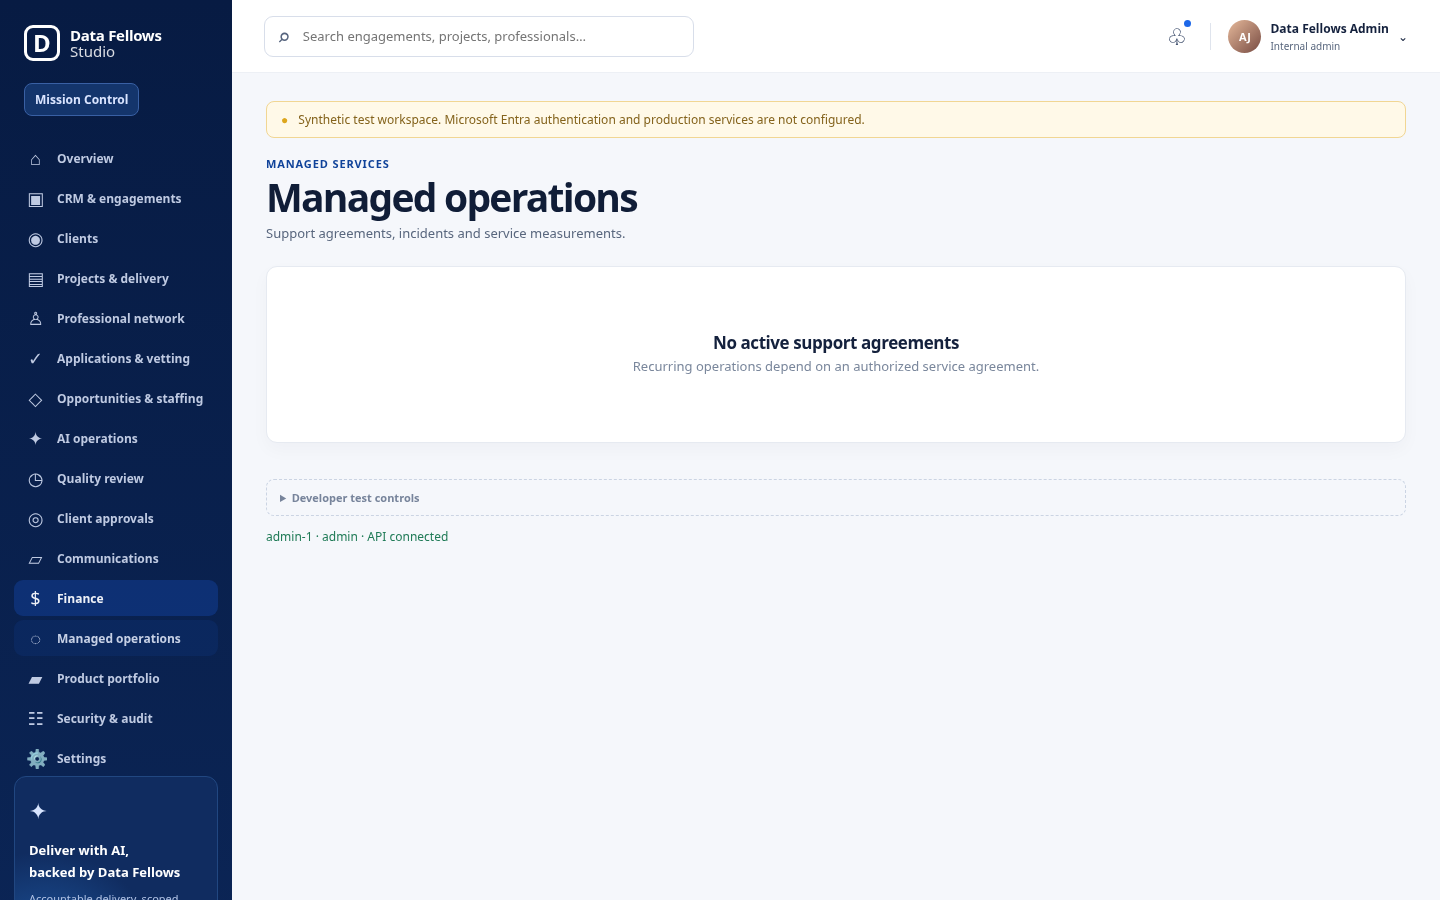 D
Data Fellows
Studio
Mission Control
Overview
CRM & engagements
Clients
Projects & delivery
Professional network
Applications & vetting
Opportunities & staffing
AI operations
Quality review
Client approvals
Communications
$ Finance
Managed operations
Product portfolio
Security & audit
Settings
Deliver with AI,
backed by Data Fellows
Accountable delivery, scoped
Search engagements, projects, professionals...
AJ
Data Fellows Admin
Internal admin
Synthetic test workspace. Microsoft Entra authentication and production services are not configured.
MANAGED SERVICES
Managed operations
Support agreements, incidents and service measurements.
No active support agreements
Recurring operations depend on an authorized service agreement.
Developer test controls
admin-1 · admin · API connected